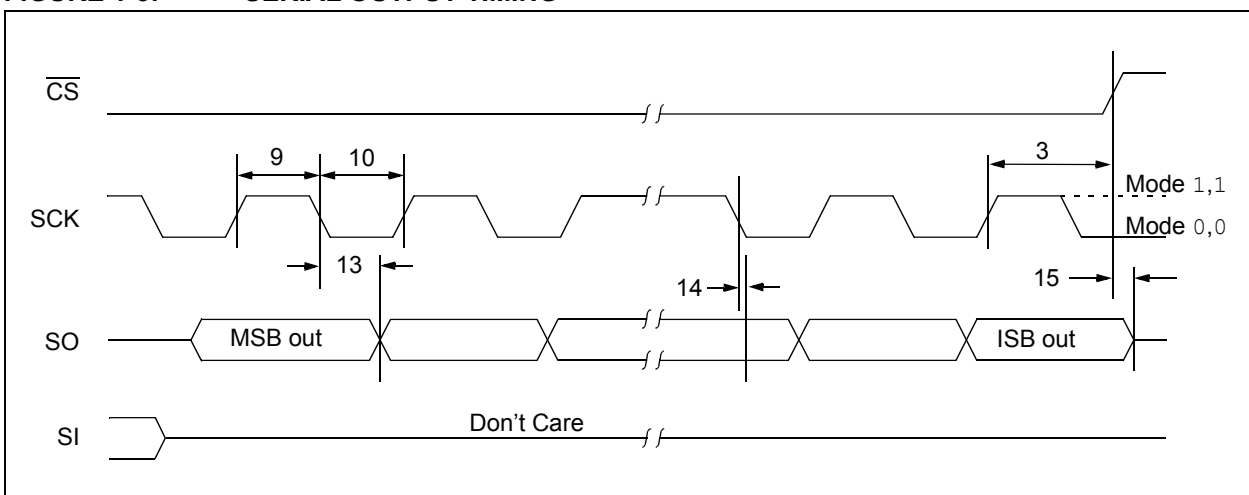 CS
9
10
3
Mode 1,1
SCK
Mode 0,0
13
14
15
SO
MSB out
ISB out
SI
Don't Care